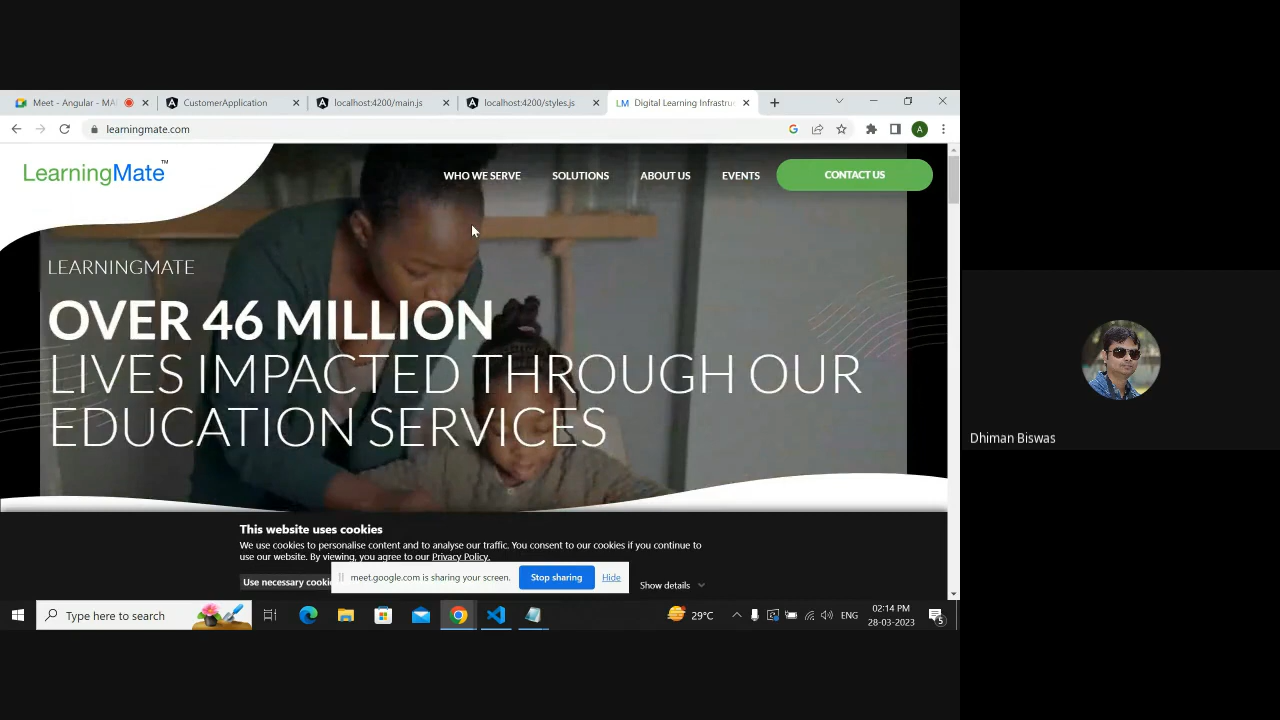 Meet - Angular - MA
CustomerApplication
localhost:4200/main.js
localhost:4200/styles.js
LM Digital Learning Infrastru
learningmate.com
A
LearningMate™
WHO WE SERVE
SOLUTIONS
ABOUT US
EVENTS
CONTACT US
LEARNINGMATE
OVER 46 MILLION
LIVES IMPACTED THROUGH OUR
EDUCATION SERVICES
Dhiman Biswas
This website uses cookies
We use cookies to personalise content and to analyse our traffic. You consent to our cookies if you continue to
use our website. By viewing, you agree to our Privacy Policy.
Use necessary cookie
meet.google.com is sharing your screen.
Stop sharing
Hide
Show details
Type here to search
29°C
ENG
02:14 PM
28-03-2023
5